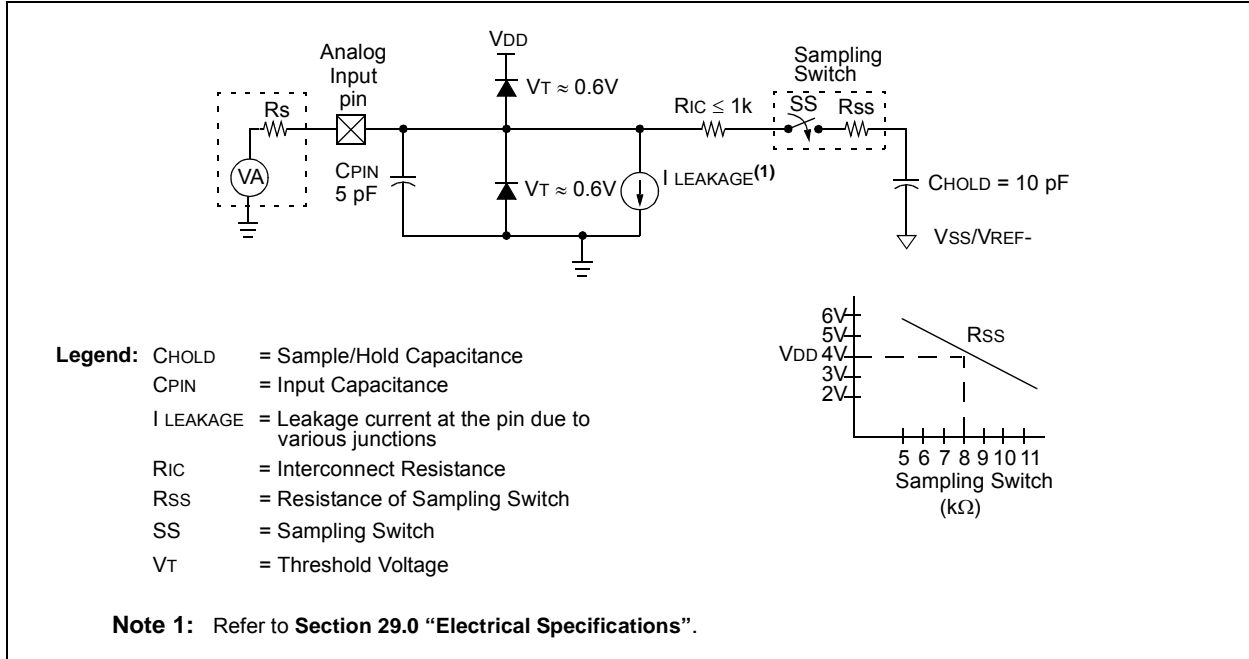 VDD
Analog
Input
pin
Sampling
Switch
Rs
VT ≈ 0.6V
RIC ≤ 1k
SS
Rss
VA
CPIN
5 pF
VT ≈ 0.6V
I LEAKAGE(1)
CHOLD = 10 pF
VSS/VREF-
6V
5V
VDD 4V
3V
2V
RSS
5 6 7 8 9 10 11
Sampling Switch
(kΩ)
Legend: CHOLD = Sample/Hold Capacitance
CPIN = Input Capacitance
I LEAKAGE = Leakage current at the pin due to
various junctions
RIC = Interconnect Resistance
RSS = Resistance of Sampling Switch
SS = Sampling Switch
VT = Threshold Voltage
Note 1: Refer to Section 29.0 “Electrical Specifications”.